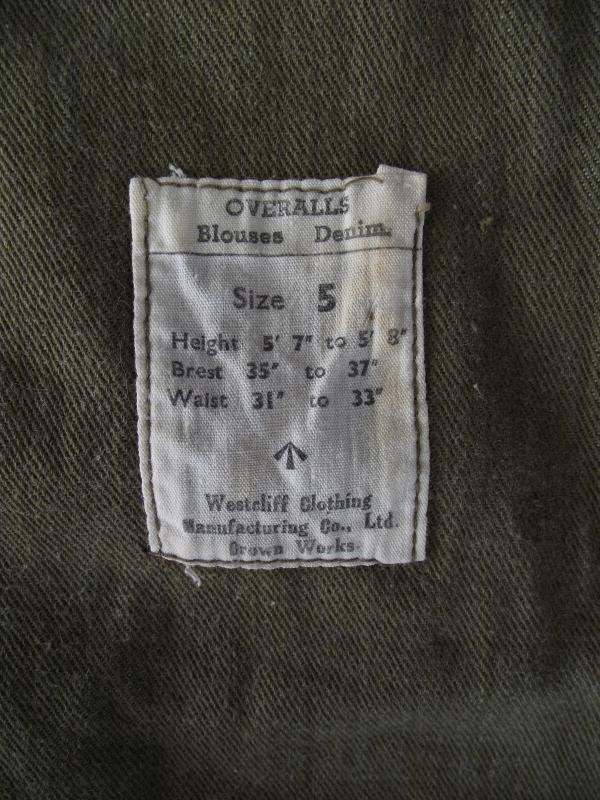 OVERALLS
Blouses Denim.
Size 5
Height 5' 7" to 5' 8"
Brest 35" to 37"
Waist 31" to 33"
Westcliff Clothing
Manufacturing Co., Ltd.
Crown Works.